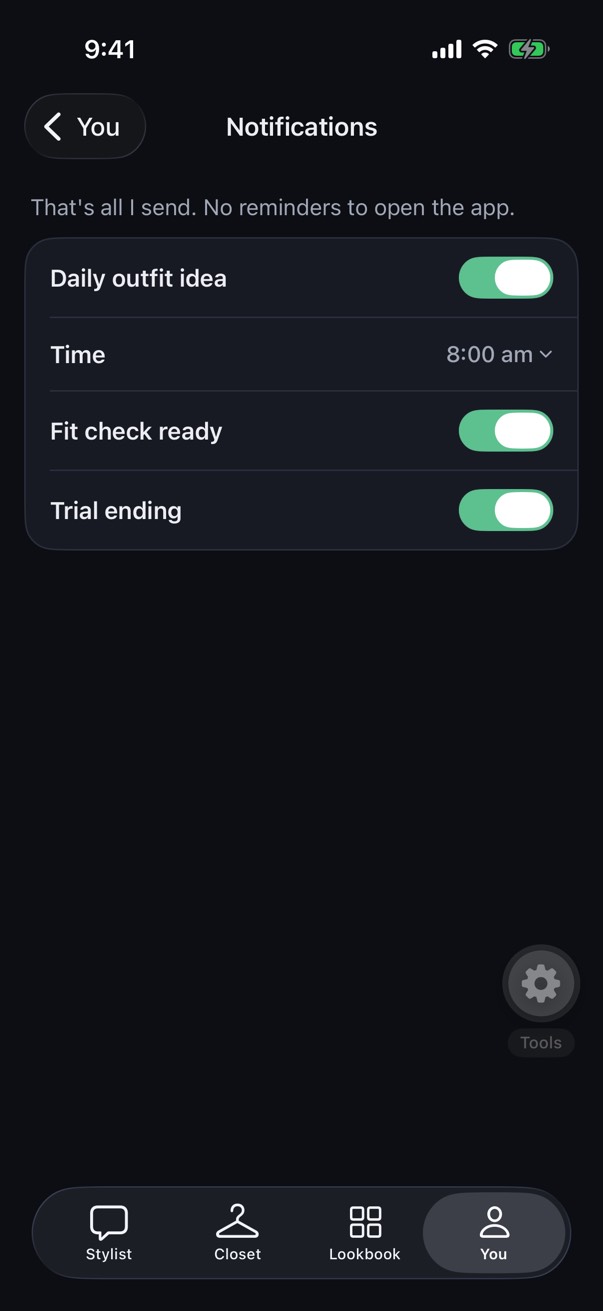 9:41
You
Notifications
That's all I send. No reminders to open the app.
Daily outfit idea
Time
8:00 am
Fit check ready
Trial ending
Tools
Stylist
Closet
Lookbook
You